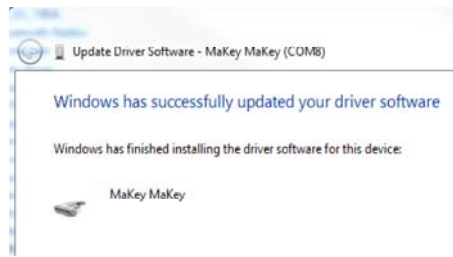 Update Driver Software - MaKey MaKey (COM8)
Windows has successfully updated your driver software
Windows has finished installing the driver software for this device:
MaKey MaKey